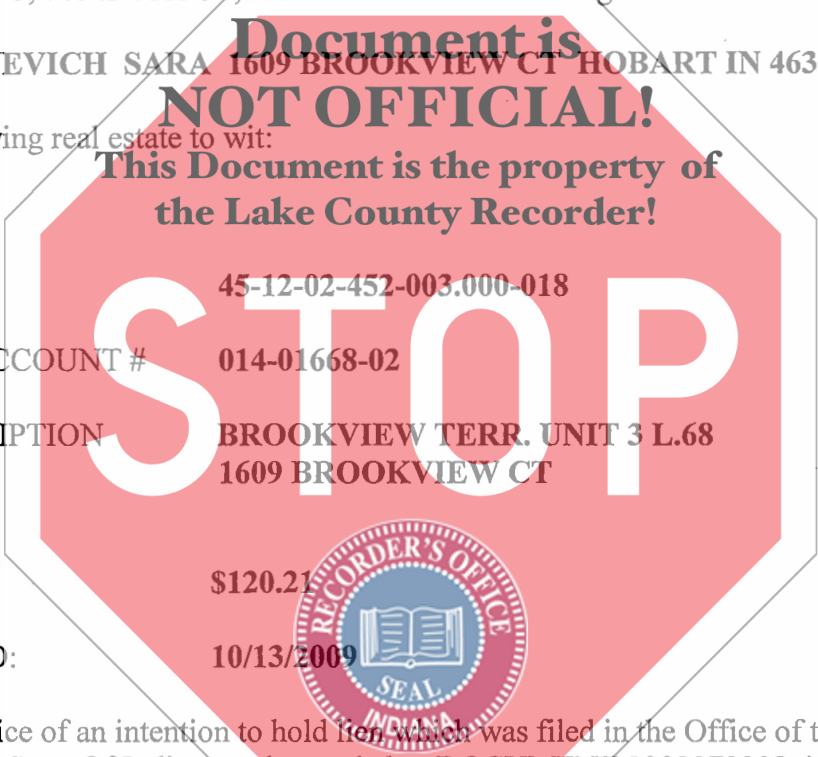 Document is
EVICH SARA 1609 BROOKVIEW CT HOBART IN 463
NOT OFFICIAL!
ing real estate to wit:
This Document is the property of
the Lake County Recorder!
45-12-02-452-003.000-018
STOP
CCOUNT # 014-01668-02
IPTION BROOKVIEW TERR. UNIT 3 L.68
1609 BROOKVIEW CT
$120.21
RECORDER'S OFFICE
10/13/2009
SEAL
INDIANA
ice of an intention to hold lien which was filed in the Office of t